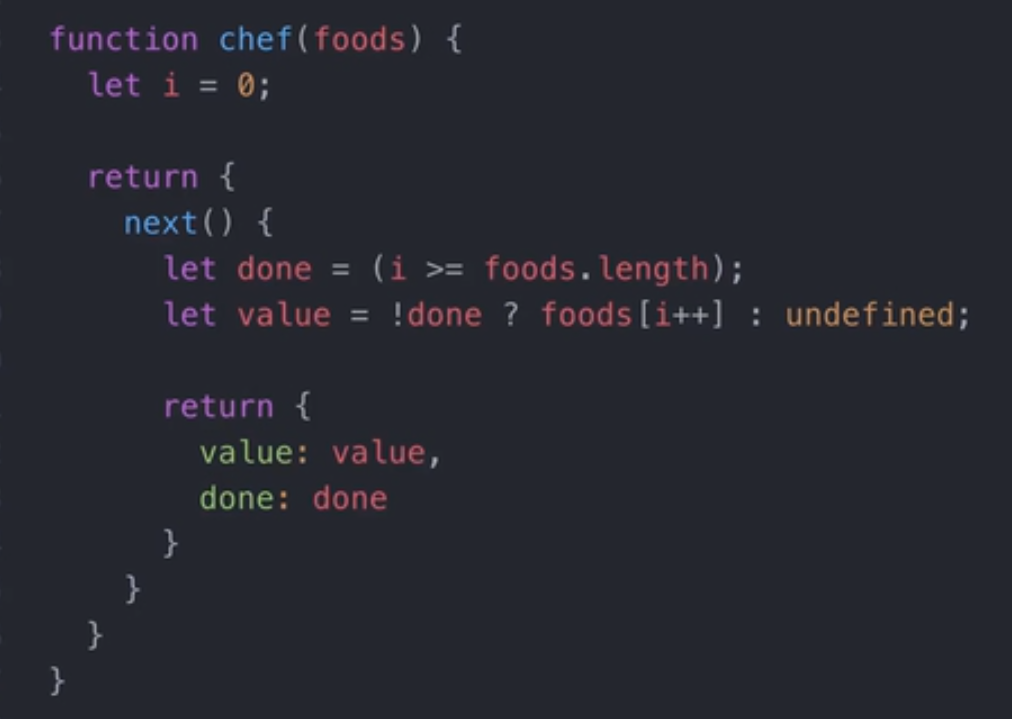 function chef(foods) {
  let i = 0;

  return {
    next() {
      let done = (i >= foods.length);
      let value = !done ? foods[i++] : undefined;

      return {
        value: value,
        done: done
      }
    }
  }
}